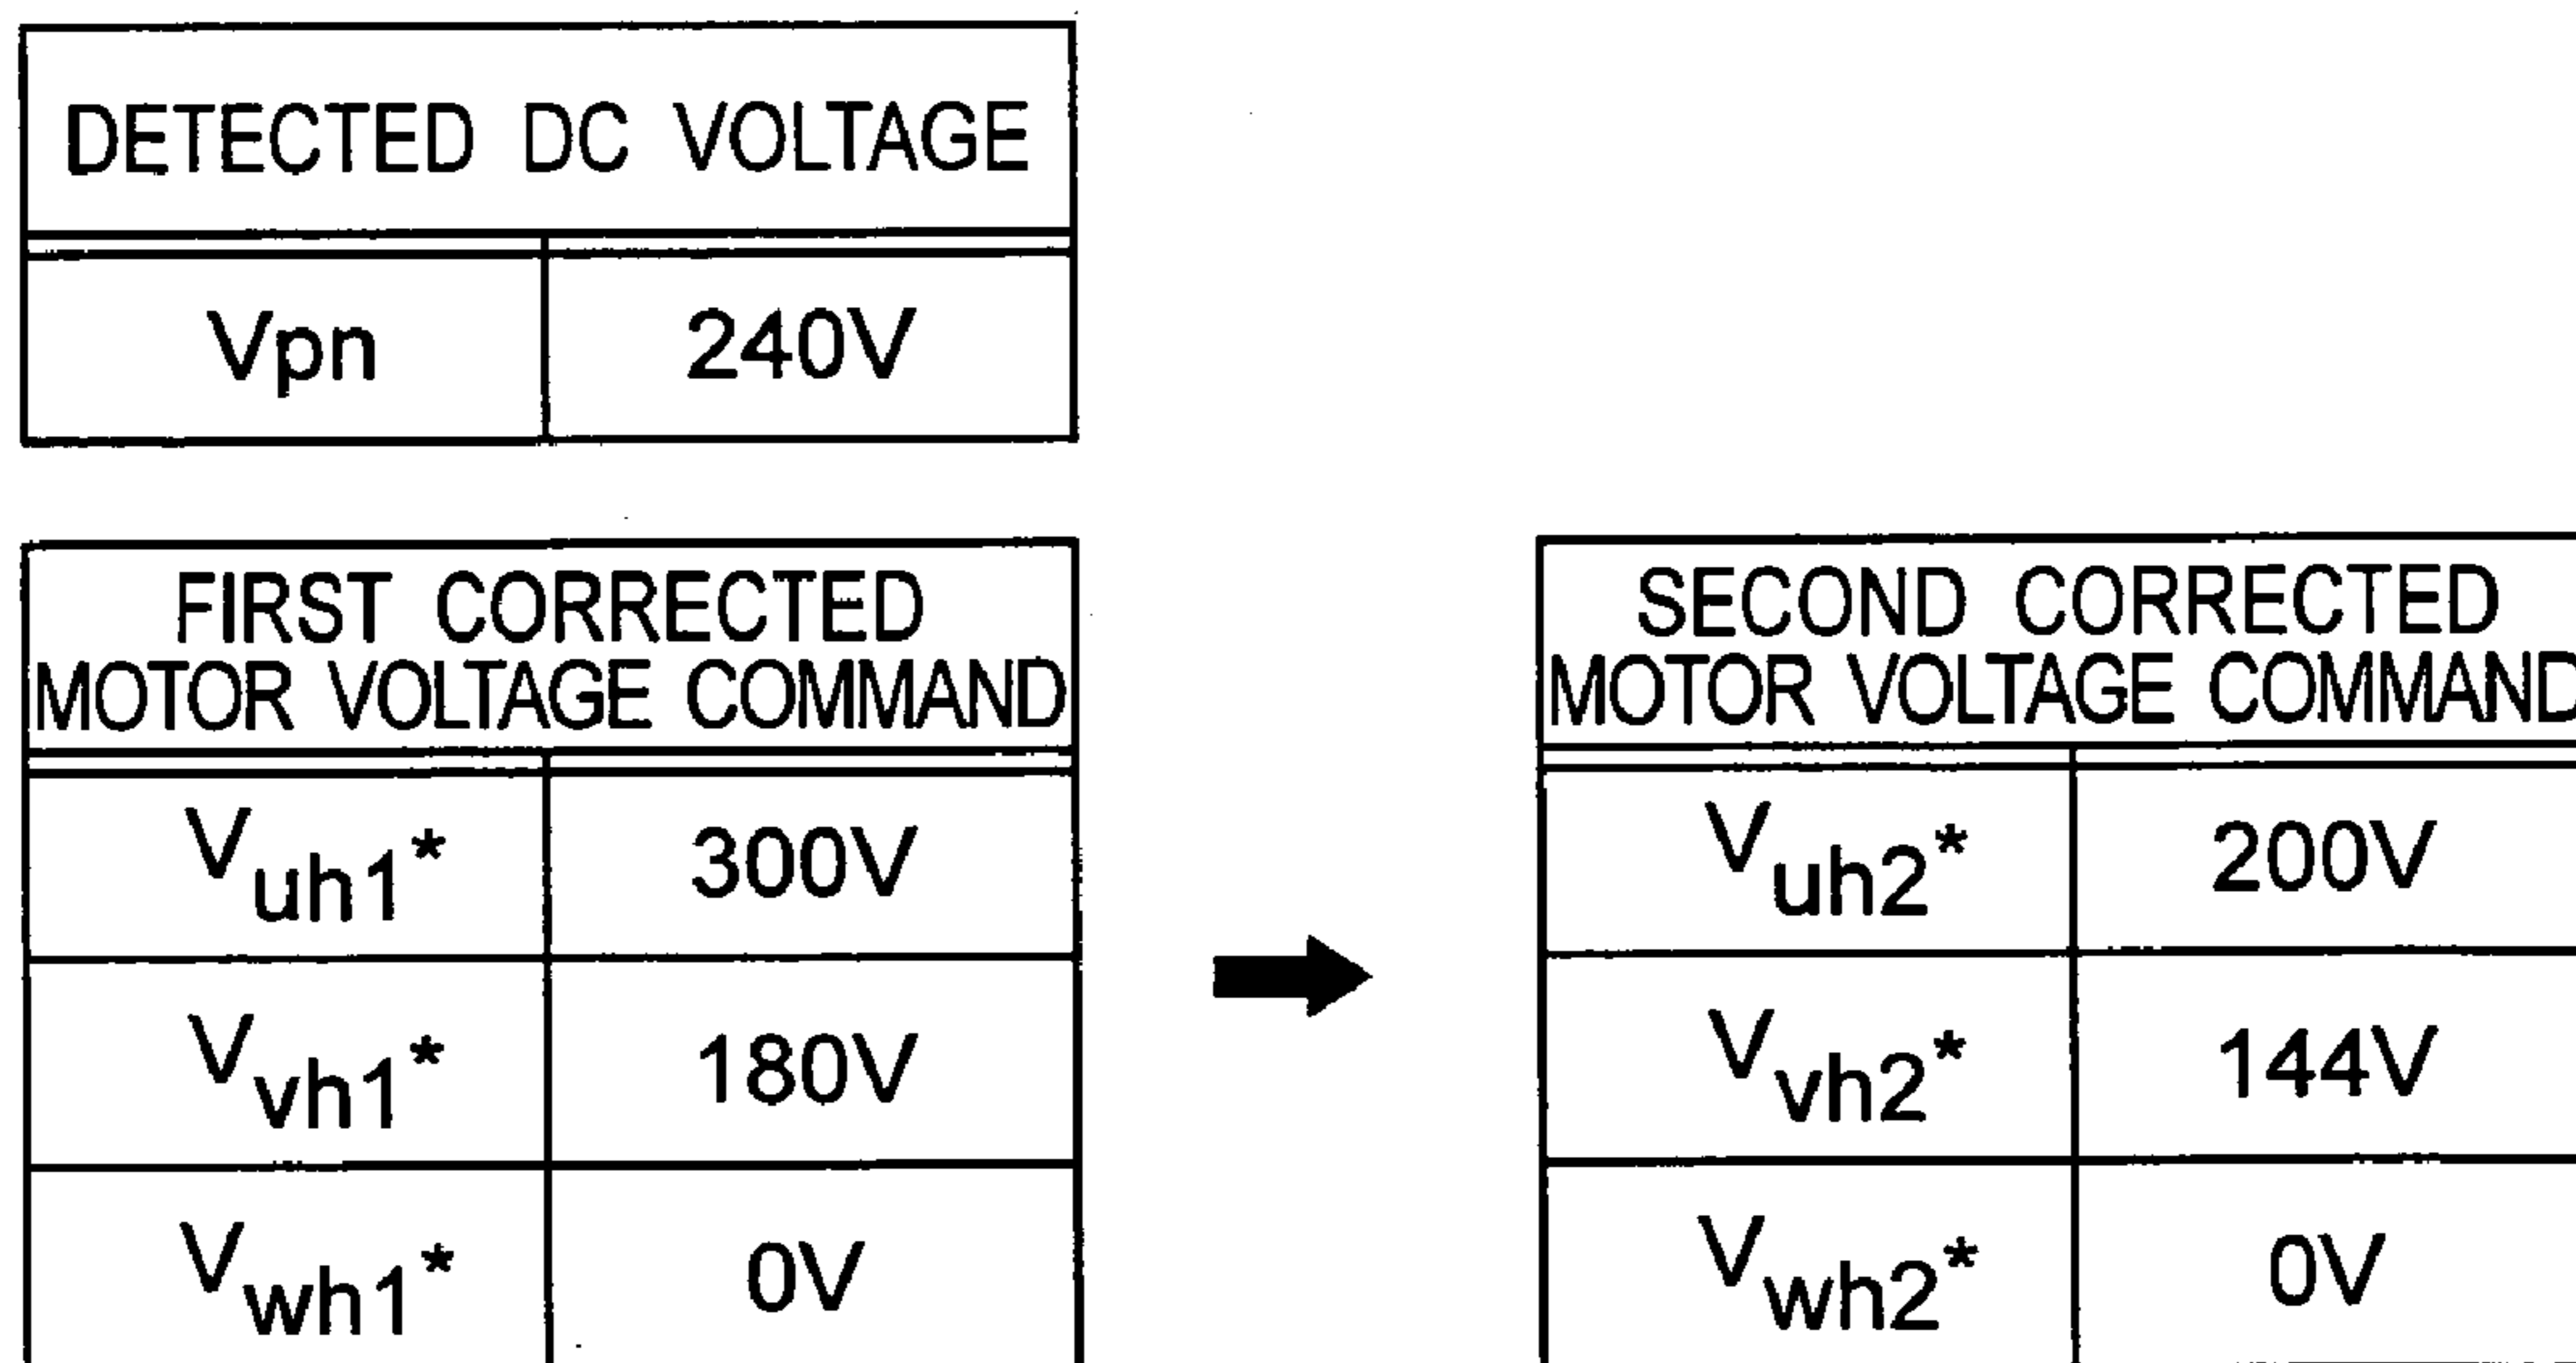 DETECTED DC VOLTAGE
Vpn 240V
FIRST CORRECTED
MOTOR VOLTAGE COMMAND
Vuh1* 300V
Vvh1* 180V
Vwh1* 0V
SECOND CORRECTED
MOTOR VOLTAGE COMMAND
Vuh2* 200V
Vvh2* 144V
Vwh2* 0V